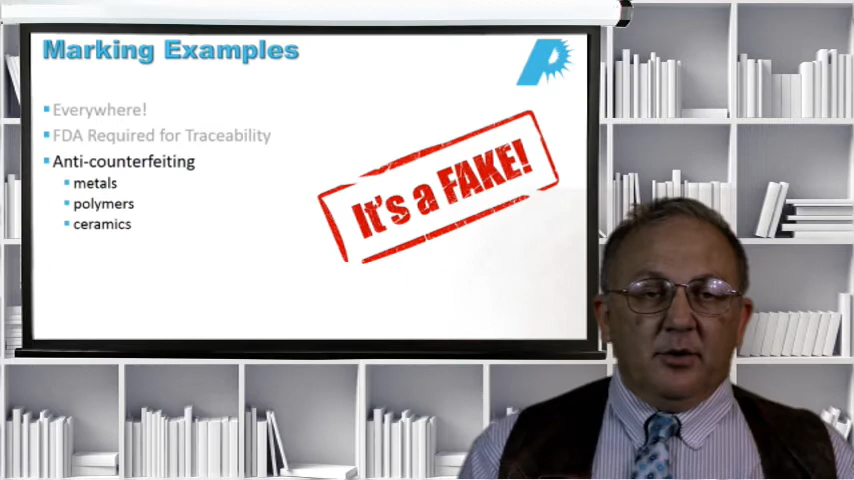 Marking Examples
Everywhere!
FDA Required for Traceability
Anti-counterfeiting
metals
polymers
ceramics
It's a FAKE!